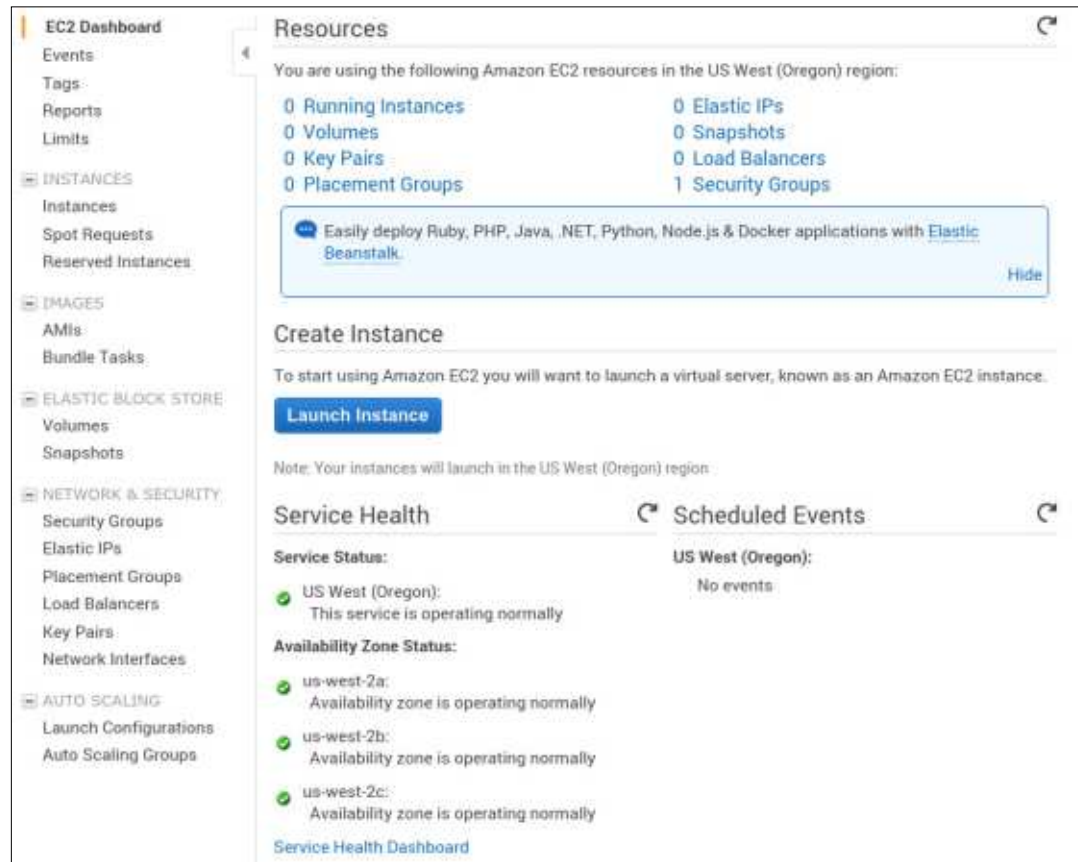 EC2 Dashboard
Events
Tags
Reports
Limits
INSTANCES
Instances
Spot Requests
Reserved Instances
IMAGES
AMIs
Bundle Tasks
ELASTIC BLOCK STORE
Volumes
Snapshots
NETWORK & SECURITY
Security Groups
Elastic IPs
Placement Groups
Load Balancers
Key Pairs
Network Interfaces
AUTO SCALING
Launch Configurations
Auto Scaling Groups
Resources
You are using the following Amazon EC2 resources in the US West (Oregon) region:
0 Running Instances
0 Elastic IPs
0 Volumes
0 Snapshots
0 Key Pairs
0 Load Balancers
0 Placement Groups
1 Security Groups
Easily deploy Ruby, PHP, Java, .NET, Python, Node.js & Docker applications with Elastic
Beanstalk.
Hide
Create Instance
To start using Amazon EC2 you will want to launch a virtual server, known as an Amazon EC2 instance.
Launch Instance
Note: Your instances will launch in the US West (Oregon) region
Service Health
Service Status:
US West (Oregon):
This service is operating normally
Availability Zone Status:
us-west-2a:
Availability zone is operating normally
us-west-2b:
Availability zone is operating normally
us-west-2c:
Availability zone is operating normally
Service Health Dashboard
Scheduled Events
US West (Oregon):
No events